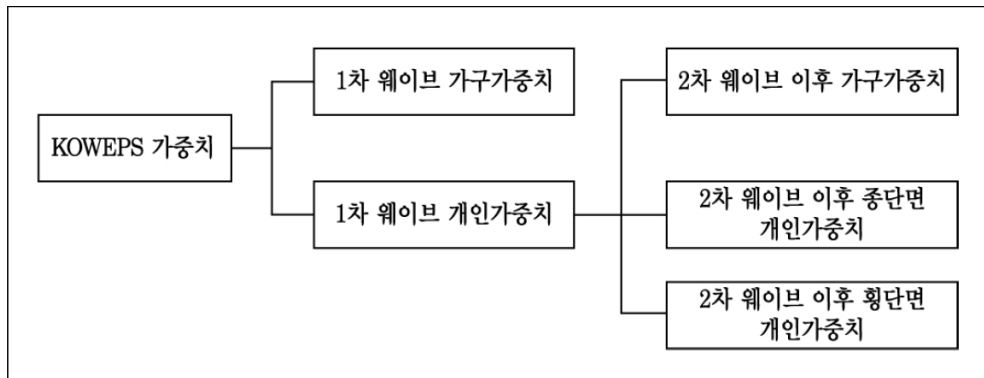 KOWEPS 가중치
1차 웨이브 가구가중치
1차 웨이브 개인가중치
2차 웨이브 이후 가구가중치
2차 웨이브 이후 종단면
개인가중치
2차 웨이브 이후 횡단면
개인가중치